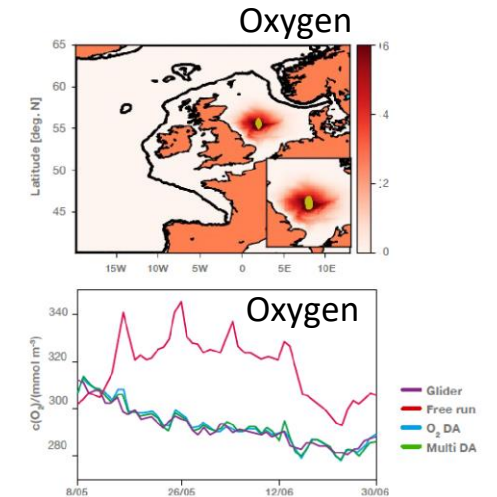 Oxygen
65
60
55
50
45
Latitude [deg. N]
15W 10W 5W 0 5E 10E
6
4
2
0
Oxygen
340
320
300
280
c(O₂)/(mmol m⁻³)
8/05 26/05 12/06 30/06
Glider
Free run
O₂ DA
Multi DA